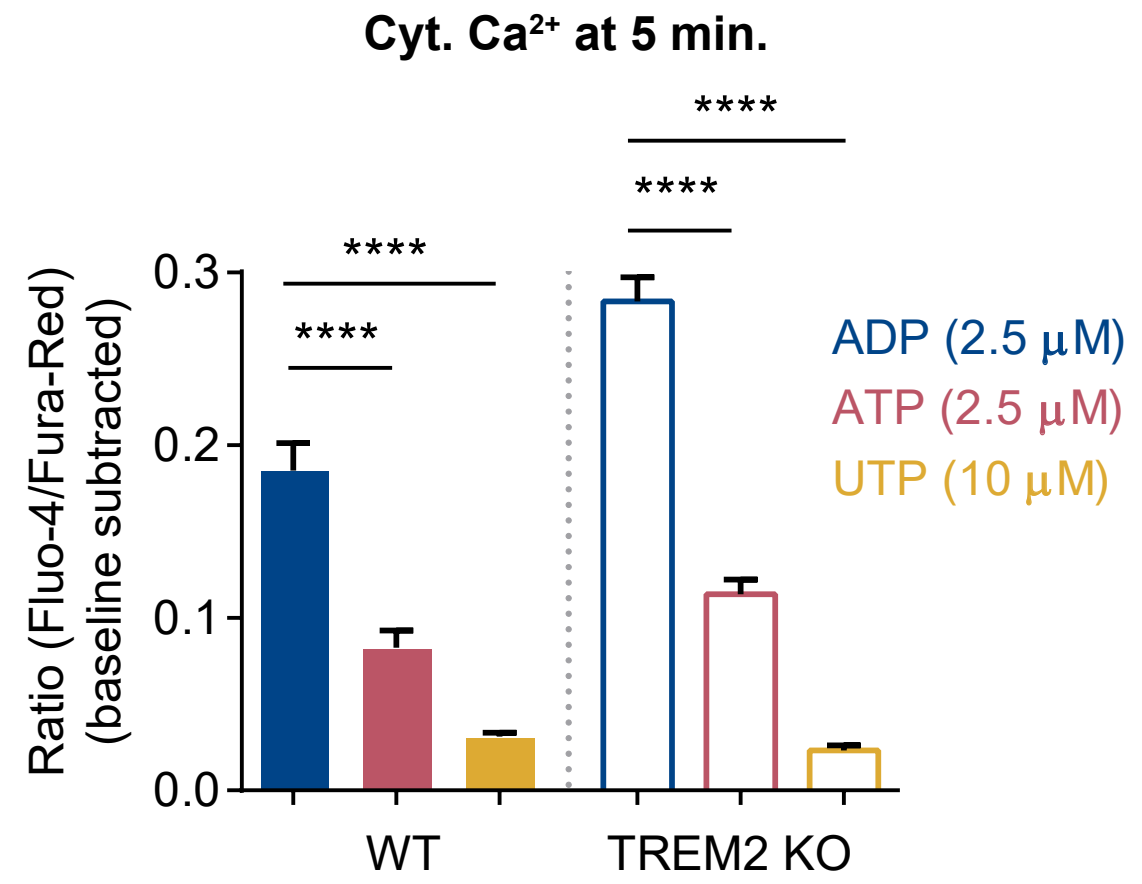 Cyt. Ca²⁺ at 5 min.
****
****
****
****
Ratio (Fluo-4/Fura-Red)
(baseline subtracted)
0.3
0.2
0.1
0.0
WT
TREM2 KO
ADP (2.5 μM)
ATP (2.5 μM)
UTP (10 μM)